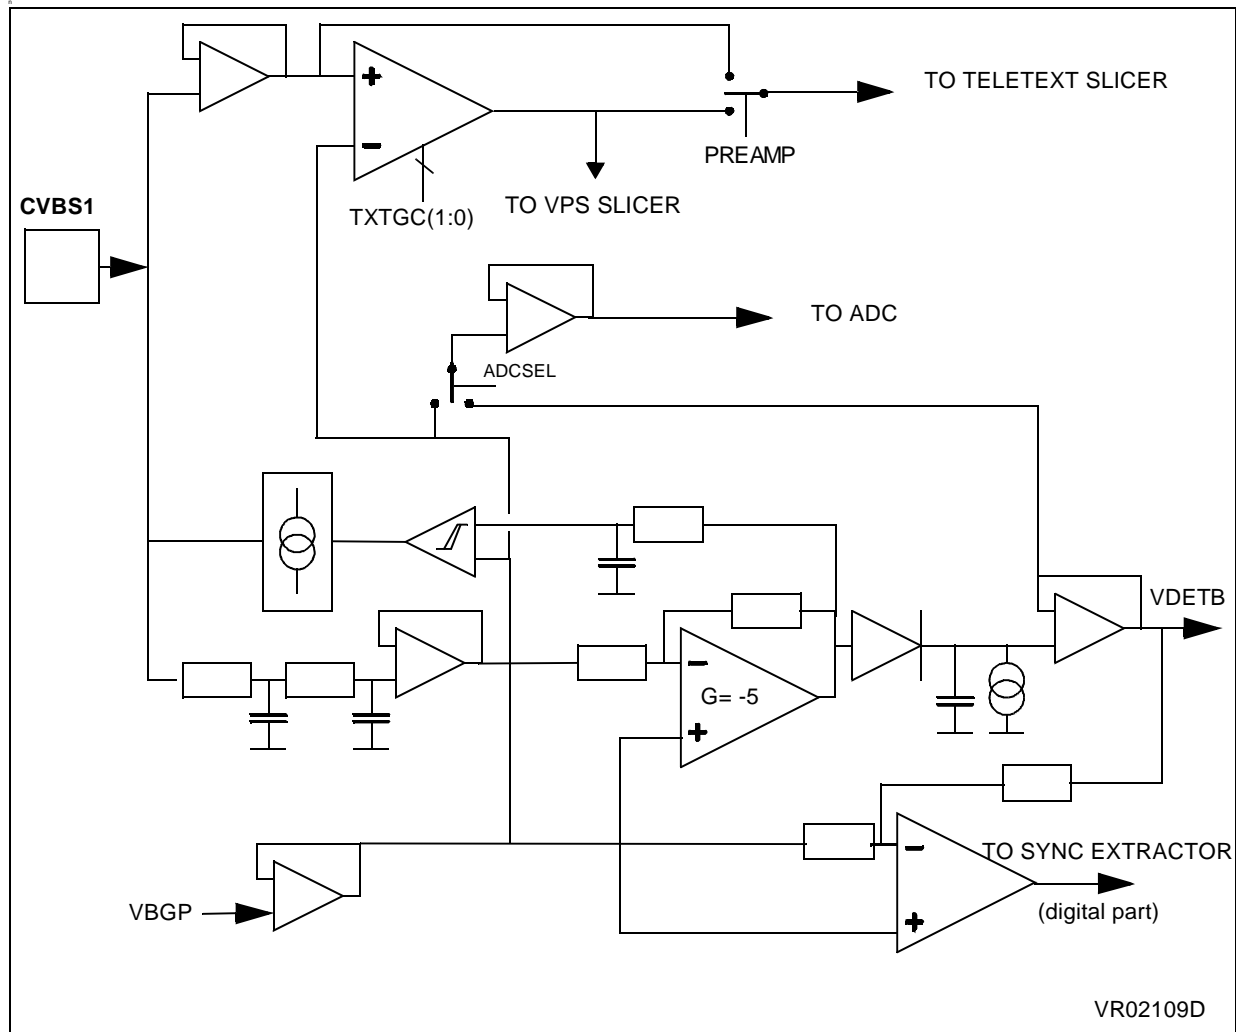 TO TELETEXT SLICER
+
PREAMP
−
CVBS1
TO VPS SLICER
TXTGC(1:0)
TO ADC
ADCSEL
VDETB
−
G= -5
+
−
TO SYNC EXTRACTOR
VBGP
(digital part)
+
VR02109D